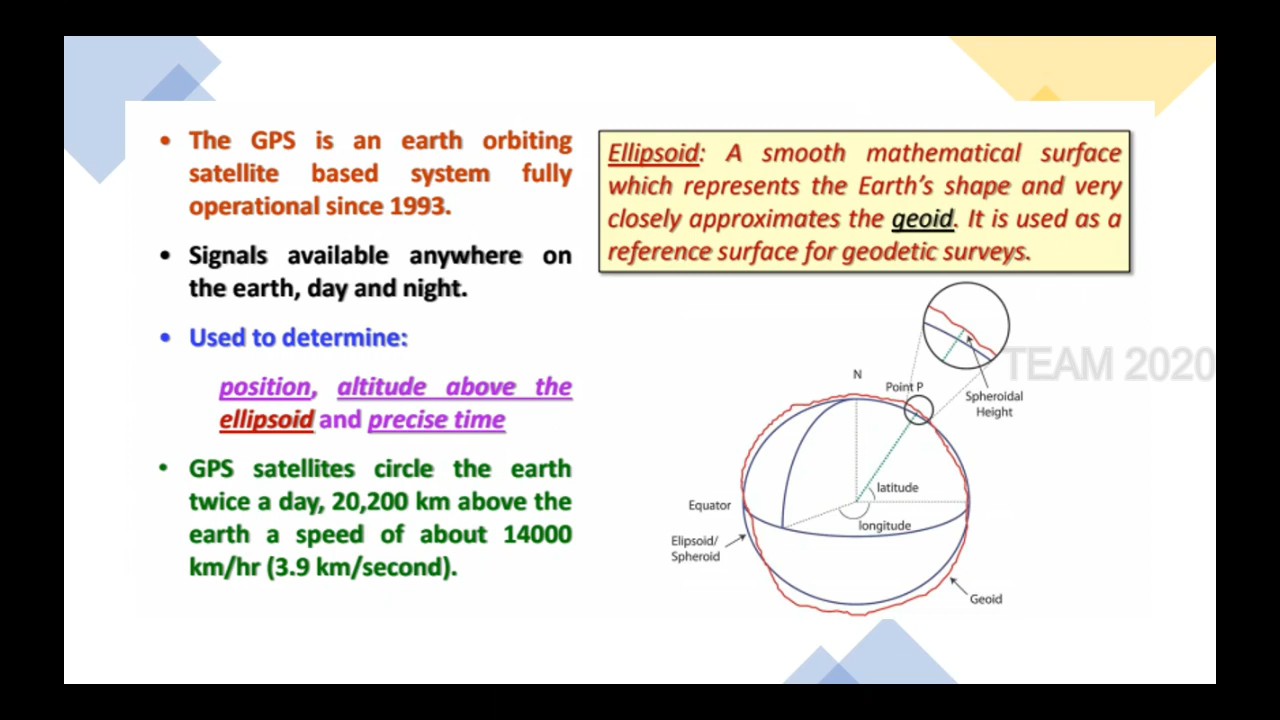 • The GPS is an earth orbiting
satellite based system fully
operational since 1993.
• Signals available anywhere on
the earth, day and night.
• Used to determine:
position, altitude above the
ellipsoid and precise time
• GPS satellites circle the earth
twice a day, 20,200 km above the
earth a speed of about 14000
km/hr (3.9 km/second).
Ellipsoid: A smooth mathematical surface
which represents the Earth's shape and very
closely approximates the geoid. It is used as a
reference surface for geodetic surveys.
TEAM 2020
N
Point P
Spheroidal
Height
latitude
Equator
longitude
Elipsoid/
Spheroid
Geoid